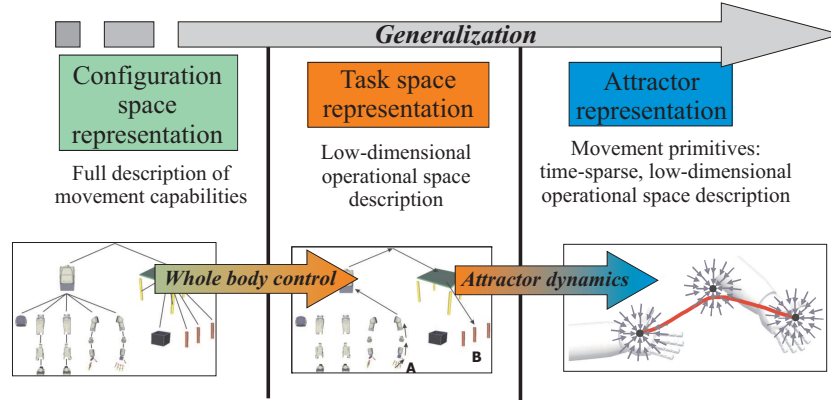 Generalization
Configuration
space
representation
Task space
representation
Attractor
representation
Full description of
movement capabilities
Low-dimensional
operational space
description
Movement primitives:
time-sparse, low-dimensional
operational space description
Whole body control
Attractor dynamics
A
B